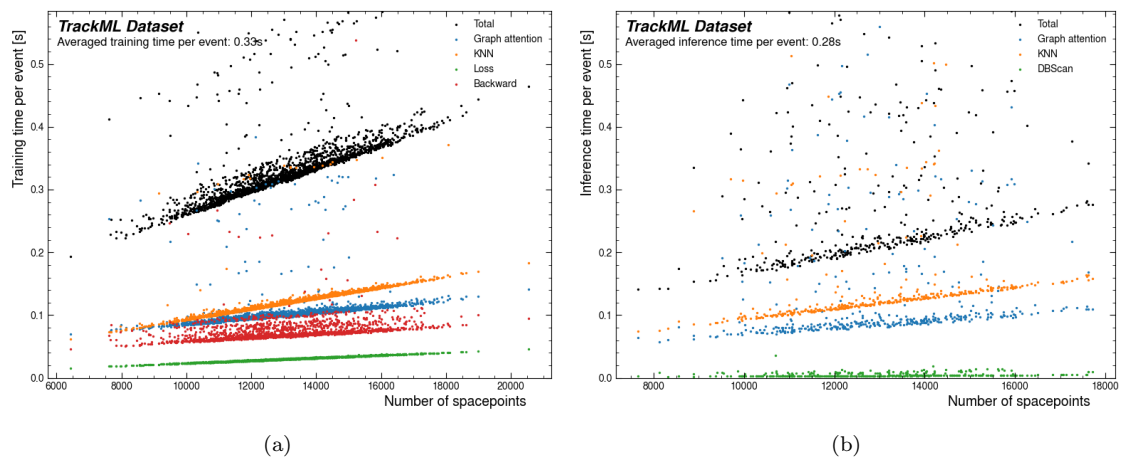 TrackML Dataset
Averaged training time per event: 0.33s
Total
Graph attention
KNN
Loss
Backward
Training time per event [s]
0.5
0.4
0.3
0.2
0.1
0.0
6000 8000 10000 12000 14000 16000 18000 20000
Number of spacepoints
(a)
TrackML Dataset
Averaged inference time per event: 0.28s
Total
Graph attention
KNN
DBScan
Inference time per event [s]
0.5
0.4
0.3
0.2
0.1
0.0
8000 10000 12000 14000 16000 18000
Number of spacepoints
(b)